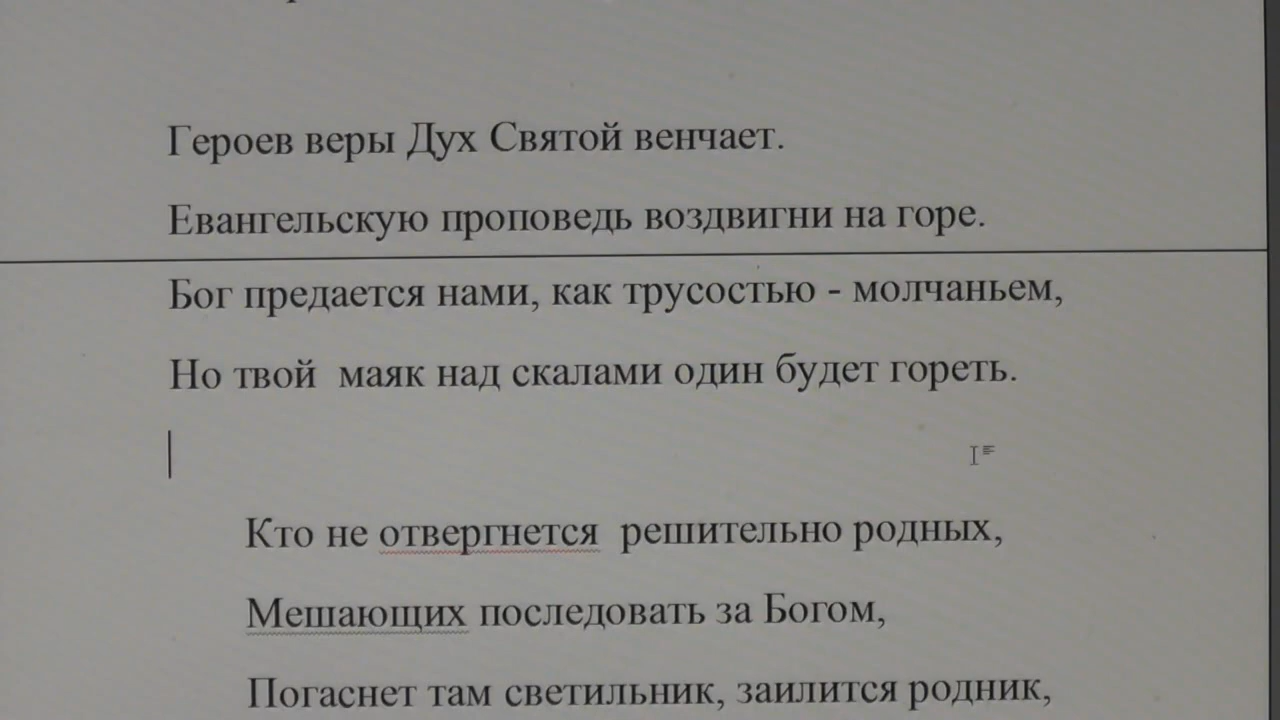 Героев веры Дух Святой венчает.
Евангельскую проповедь воздвигни на горе.
Бог предается нами, как трусостью - молчаньем,
Но твой  маяк над скалами один будет гореть.
Кто не отвергнется  решительно родных,
Мешающих последовать за Богом,
Погаснет там светильник, заилится родник,